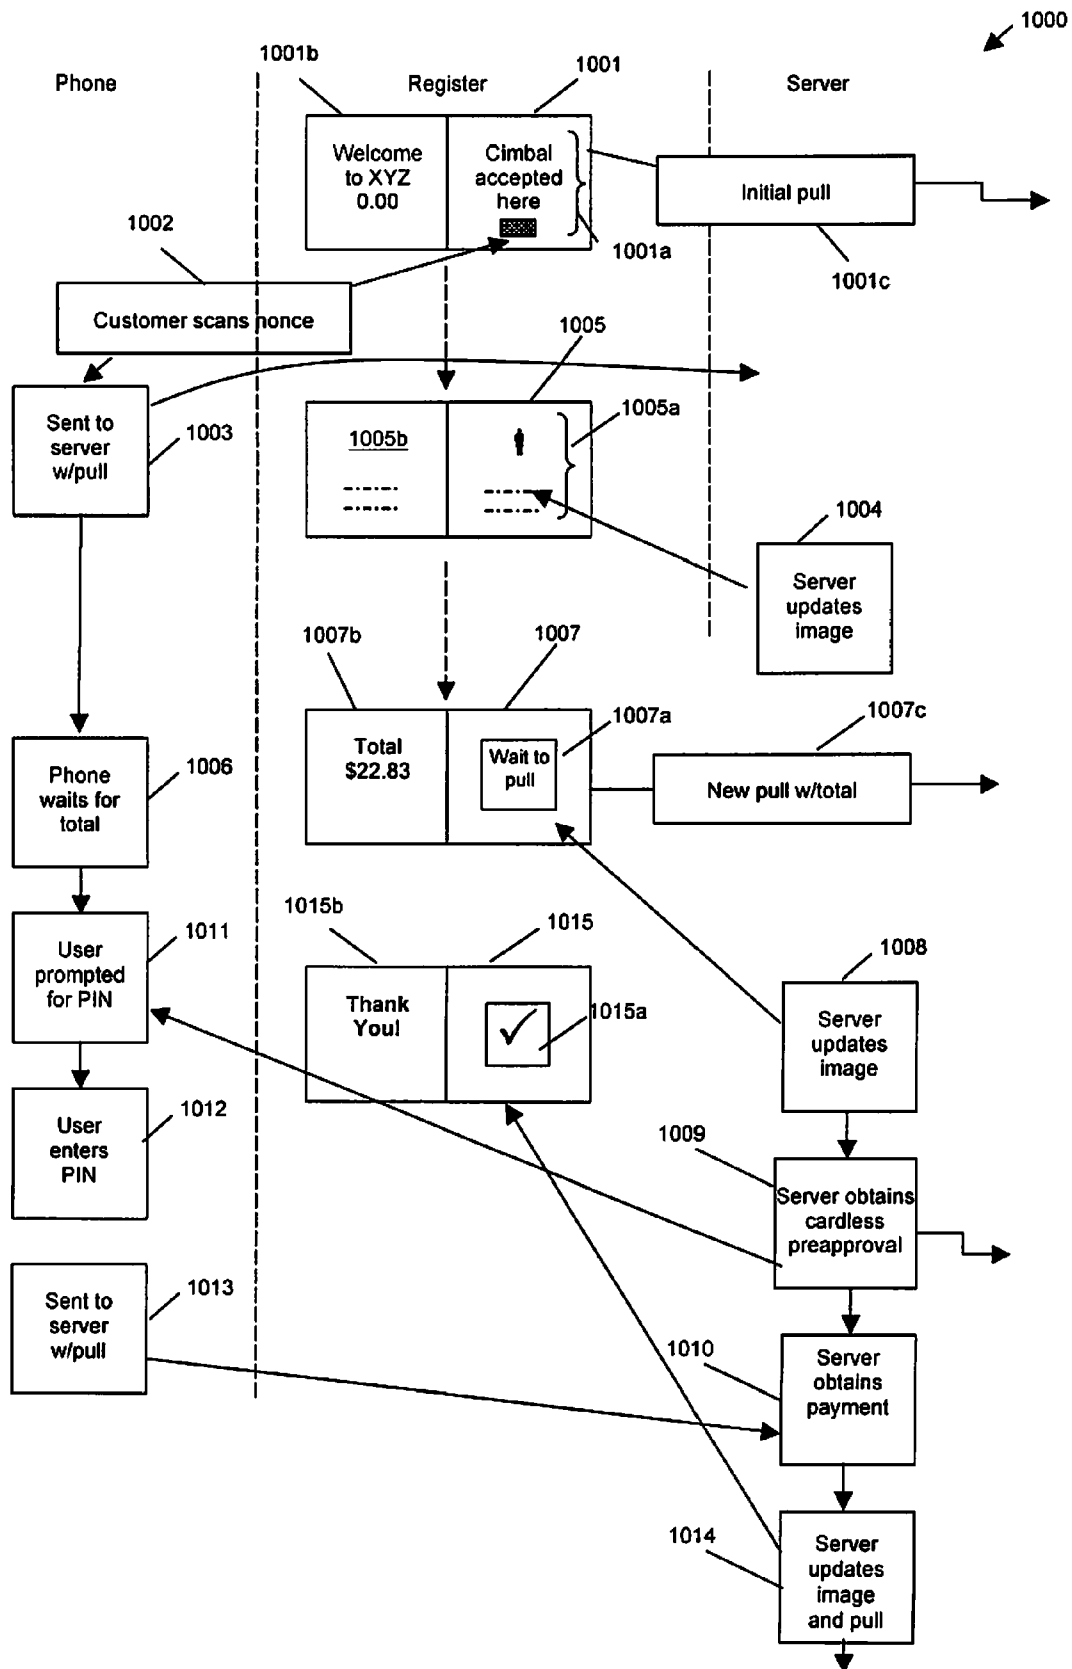 1000
Phone
Register
Server
1001b
1001
Welcome
to XYZ
0.00
Cimbal
accepted
here
1001a
Initial pull
1001c
1002
Customer scans nonce
Sent to
server
w/pull
1003
1005
1005b
1005a
1004
Server
updates
image
1007b
1007
Total
$22.83
Wait to
pull
1007a
1007c
New pull w/total
Phone
waits for
total
1006
User
prompted
for PIN
1011
1015b
1015
Thank
You!
1015a
1008
Server
updates
image
User
enters
PIN
1012
1009
Server obtains
cardless
preapproval
Sent to
server
w/pull
1013
1010
Server
obtains
payment
1014
Server
updates
image
and pull